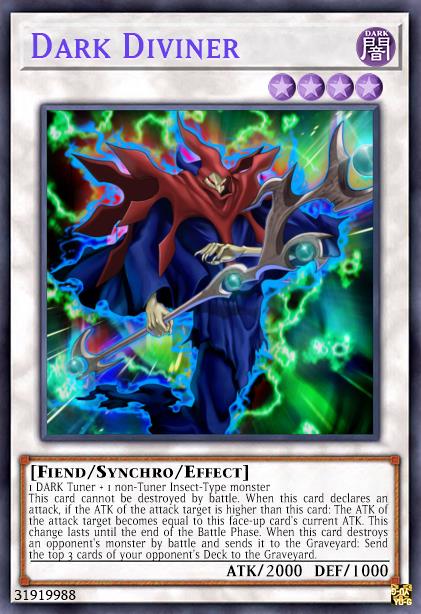 Dark Diviner
DARK
闇
[Fiend/Synchro/Effect]
1 DARK Tuner + 1 non-Tuner Insect-Type monster
This card cannot be destroyed by battle. When this card declares an
attack, if the ATK of the attack target is higher than this card: The ATK of
the attack target becomes equal to this face-up card's current ATK. This
change lasts until the end of the Battle Phase. When this card destroys
an opponent's monster by battle and sends it to the Graveyard: Send
the top 3 cards of your opponent's Deck to the Graveyard.
ATK/2000 DEF/1000
31919988